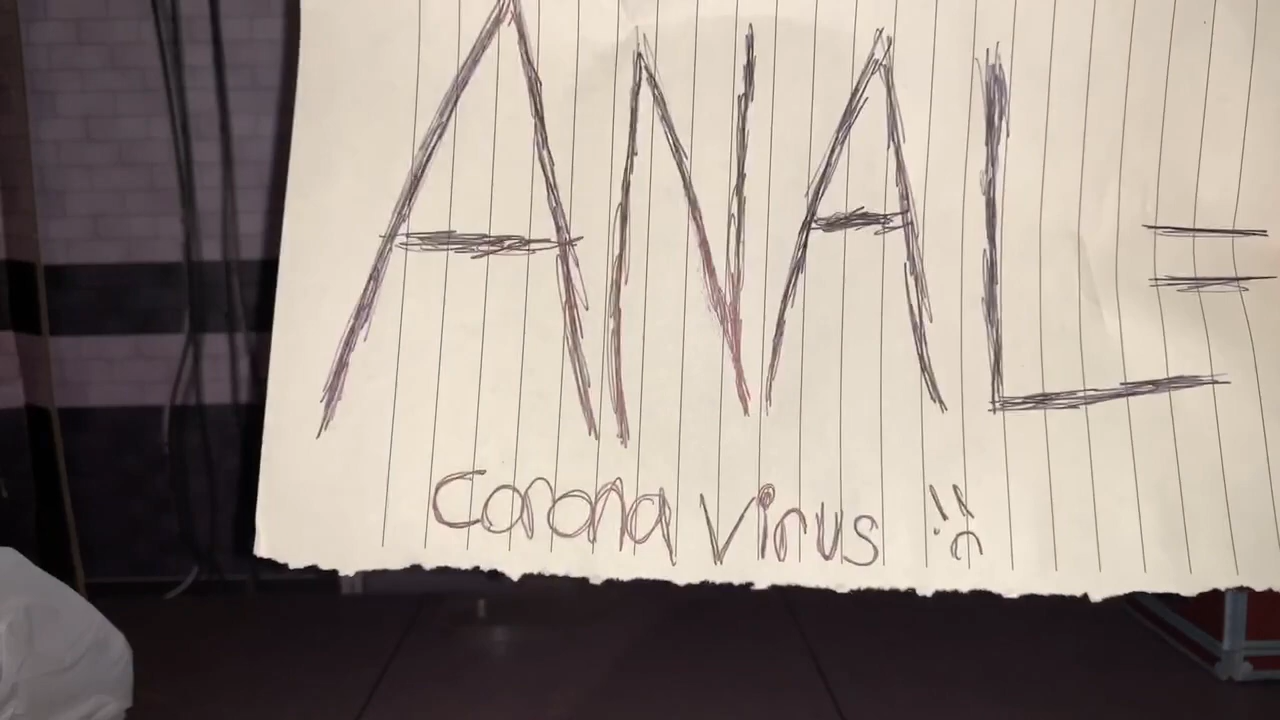 ANAL =
corona virus :(